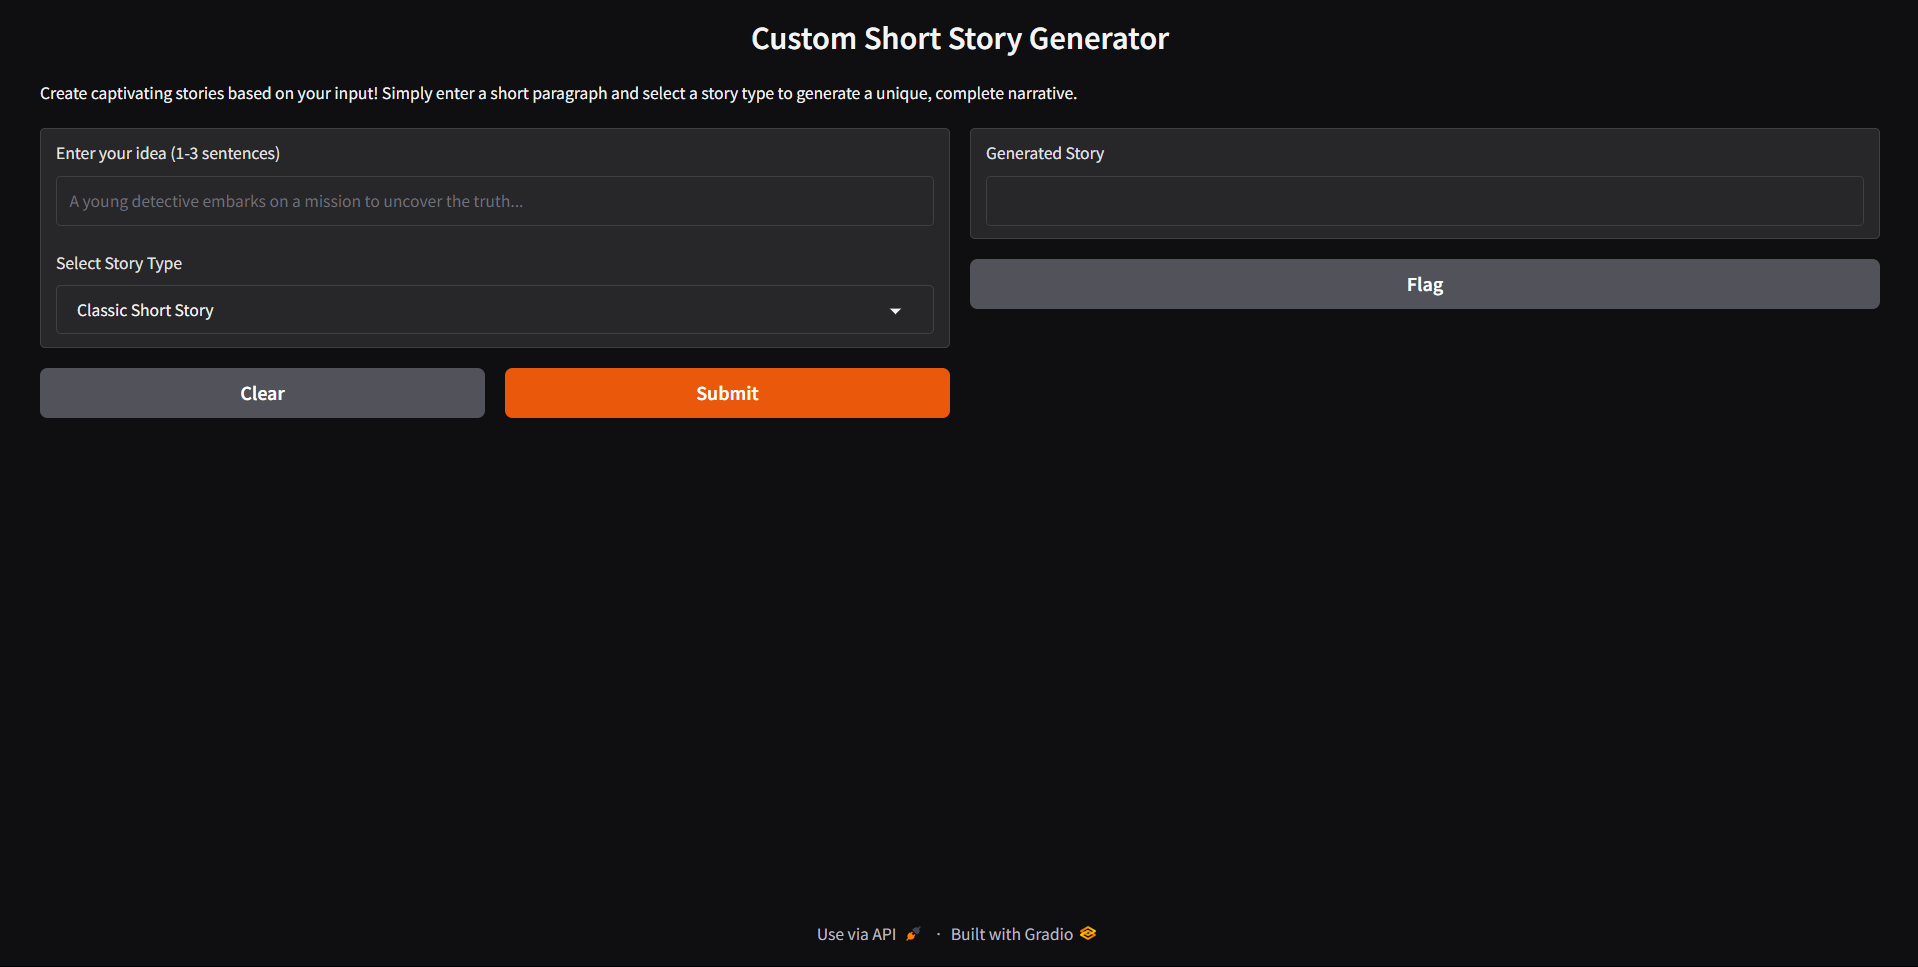 Custom Short Story Generator
Create captivating stories based on your input! Simply enter a short paragraph and select a story type to generate a unique, complete narrative.
Enter your idea (1-3 sentences)
A young detective embarks on a mission to uncover the truth...
Select Story Type
Classic Short Story
Clear
Submit
Generated Story
Flag
Use via API · Built with Gradio